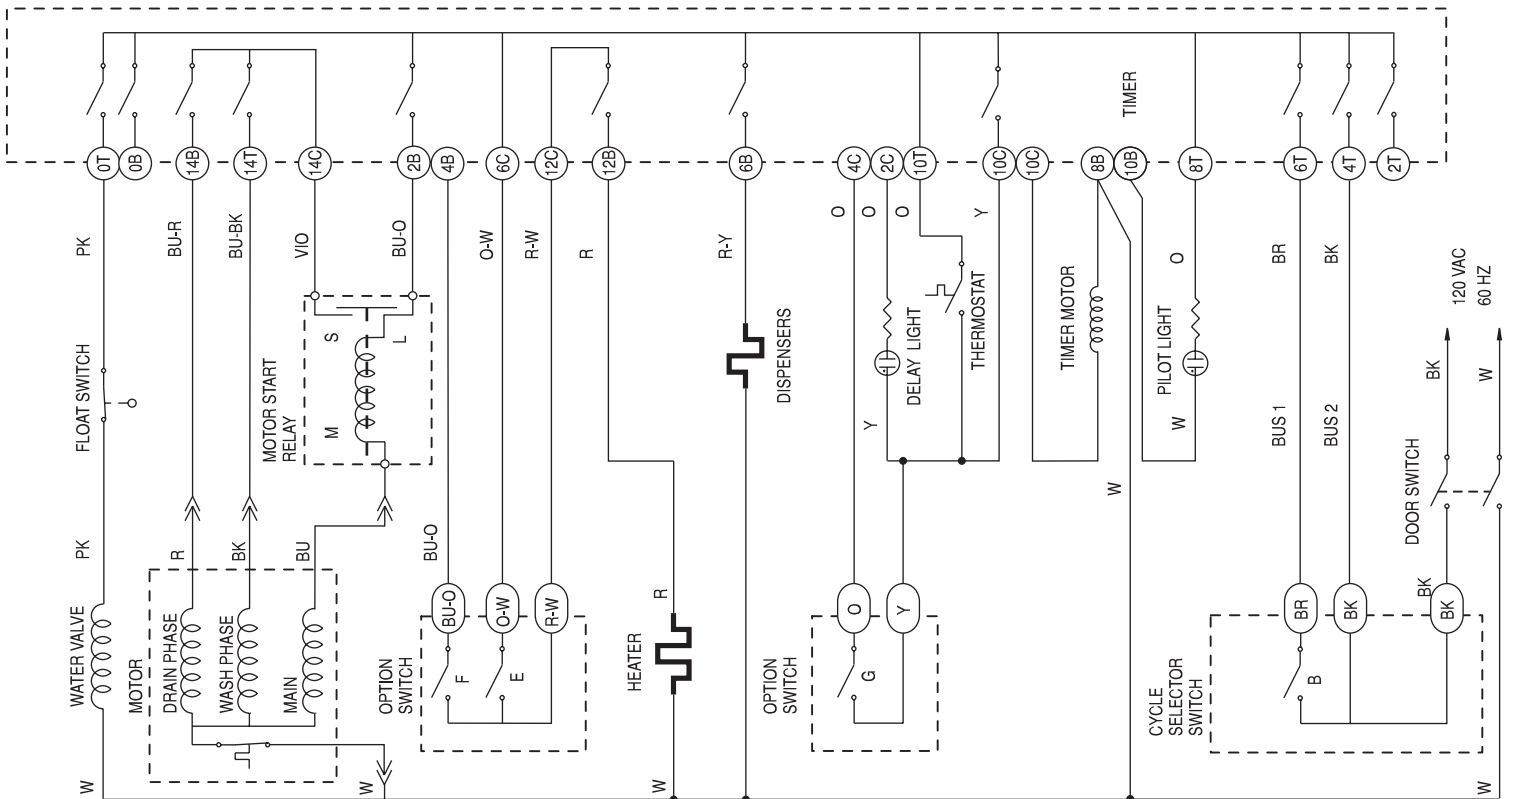 TIMER
0T
0B
14B
14T
14C
2B
4B
6C
12C
12B
6B
4C
2C
10T
10C
10C
8B
10B
8T
6T
4T
2T
PK
BU-R
BU-BK
VIO
BU-O
O-W
R-W
R
R-Y
O
O
O
Y
O
BR
BK
120 VAC
60 HZ
FLOAT SWITCH
MOTOR START
RELAY
S
L
M
DISPENSERS
DELAY LIGHT
THERMOSTAT
TIMER MOTOR
PILOT LIGHT
BUS 1
BUS 2
BK
W
Y
W
W
DOOR SWITCH
PK
R
BK
BU
BU-O
R
BK
WATER VALVE
MOTOR
DRAIN PHASE
WASH PHASE
MAIN
OPTION
SWITCH
BU-O
O-W
R-W
F
E
HEATER
OPTION
SWITCH
O
Y
G
CYCLE
SELECTOR
SWITCH
BR
BK
BK
B
W
W
W
W